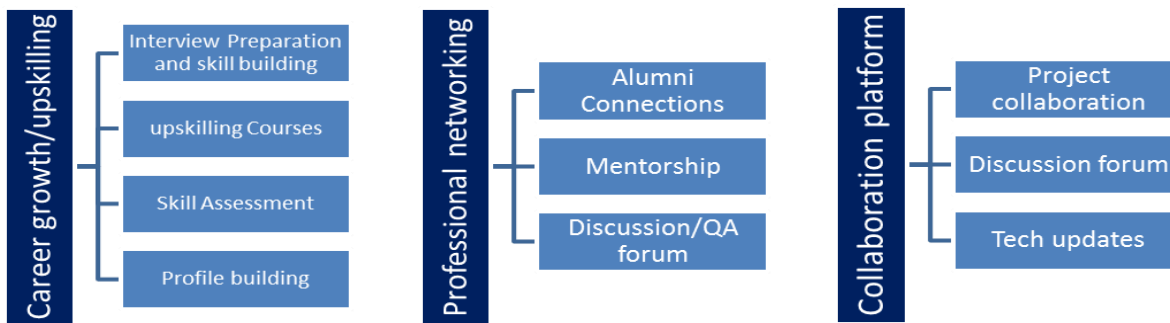 Career growth/upskilling
Interview Preparation
and skill building
upskilling Courses
Skill Assessment
Profile building
Professional networking
Alumni
Connections
Mentorship
Discussion/QA
forum
Collaboration platform
Project
collaboration
Discussion forum
Tech updates